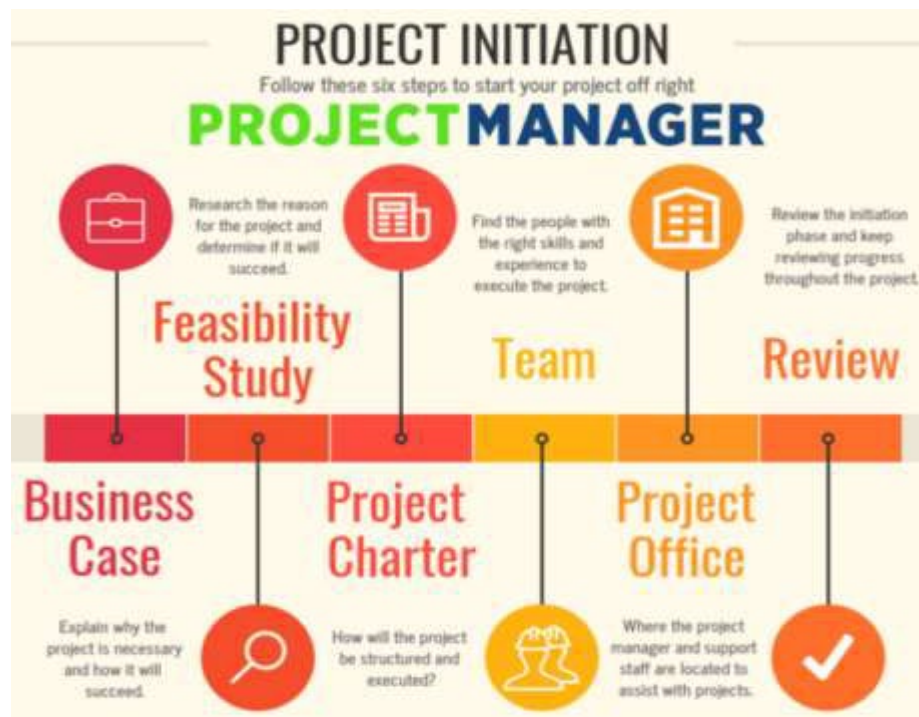 PROJECT INITIATION
Follow these six steps to start your project off right
PROJECTMANAGER
Business
Case
Explain why the
project is necessary
and how it will
succeed.
Research the reason
for the project and
determine if it will
succeed.
Feasibility
Study
Project
Charter
How will the project
be structured and
executed?
Find the people with
the right skills and
experience to
execute the project.
Team
Project
Office
Where the project
manager and support
staff are located to
assist with projects.
Review the initiation
phase and keep
reviewing progress
throughout the project.
Review